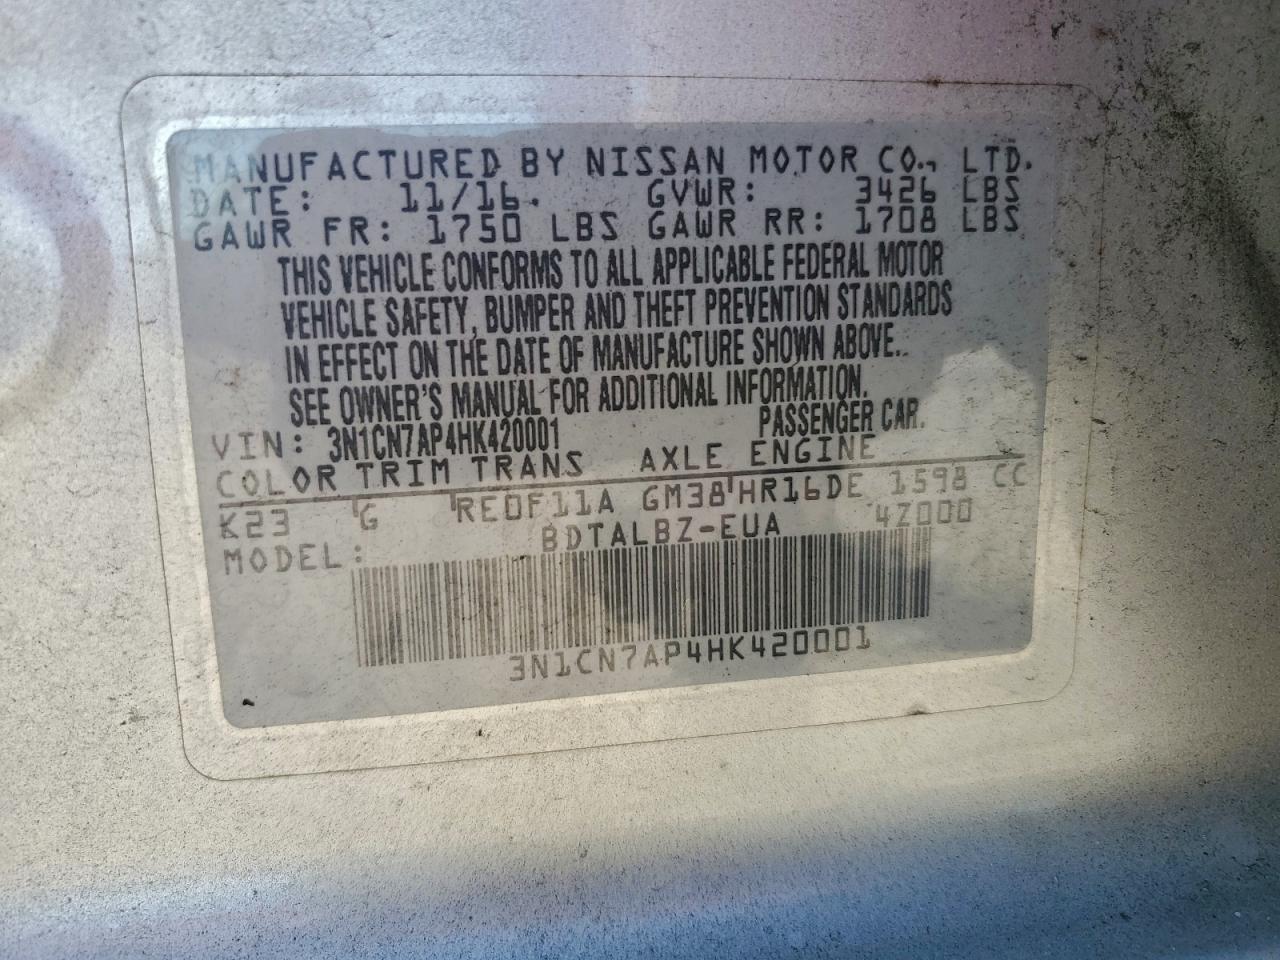 MANUFACTURED BY NISSAN MOTOR CO., LTD.
DATE: 11/16. GVWR: 3426 LBS
GAWR FR: 1750 LBS GAWR RR: 1708 LBS
THIS VEHICLE CONFORMS TO ALL APPLICABLE FEDERAL MOTOR
VEHICLE SAFETY, BUMPER AND THEFT PREVENTION STANDARDS
IN EFFECT ON THE DATE OF MANUFACTURE SHOWN ABOVE..
SEE OWNER'S MANUAL FOR ADDITIONAL INFORMATION.
VIN: 3N1CN7AP4HK420001 PASSENGER CAR.
COLOR TRIM TRANS AXLE ENGINE
K23 G RE0F11A GM38 HR16DE 1598 CC
MODEL: BDTALBZ-EUA 4Z000
3N1CN7AP4HK420001